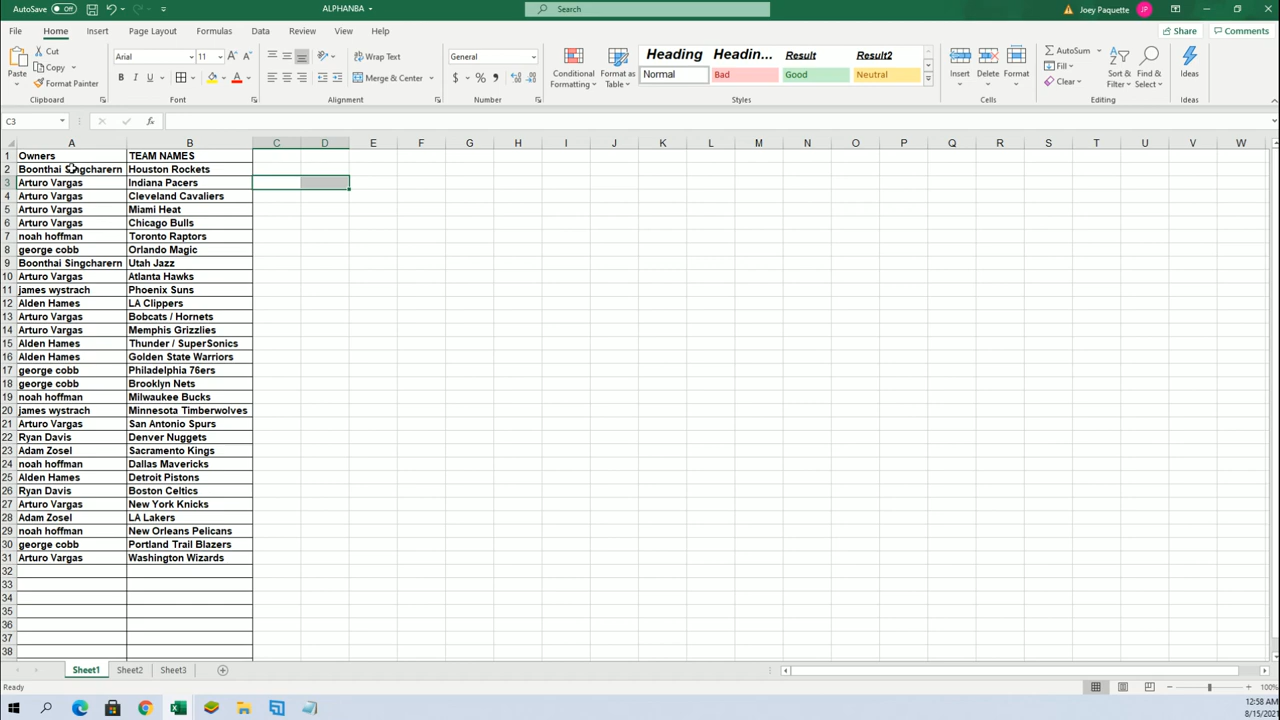 AutoSave Off ALPHANBA Search Joey Paquette JP
File Home Insert Page Layout Formulas Data Review View Help Share Comments
Paste Cut Copy Format Painter Clipboard
Arial 11 A A B I U A Font
Wrap Text Merge & Center Alignment
General $ % Number
Conditional Formatting Format as Table Heading Headin... Result Result2 Normal Bad Good Neutral Styles
Insert Delete Format Cells
AutoSum Fill Clear Sort & Filter Find & Select Editing
Ideas Ideas
C3 fx
A B C D E F G H I J K L M N O P Q R S T U V W
1 Owners TEAM NAMES
2 Boonthai Singcharern Houston Rockets
3 Arturo Vargas Indiana Pacers
4 Arturo Vargas Cleveland Cavaliers
5 Arturo Vargas Miami Heat
6 Arturo Vargas Chicago Bulls
7 noah hoffman Toronto Raptors
8 george cobb Orlando Magic
9 Boonthai Singcharern Utah Jazz
10 Arturo Vargas Atlanta Hawks
11 james wystrach Phoenix Suns
12 Alden Hames LA Clippers
13 Arturo Vargas Bobcats / Hornets
14 Arturo Vargas Memphis Grizzlies
15 Alden Hames Thunder / SuperSonics
16 Alden Hames Golden State Warriors
17 george cobb Philadelphia 76ers
18 george cobb Brooklyn Nets
19 noah hoffman Milwaukee Bucks
20 james wystrach Minnesota Timberwolves
21 Arturo Vargas San Antonio Spurs
22 Ryan Davis Denver Nuggets
23 Adam Zosel Sacramento Kings
24 noah hoffman Dallas Mavericks
25 Alden Hames Detroit Pistons
26 Ryan Davis Boston Celtics
27 Arturo Vargas New York Knicks
28 Adam Zosel LA Lakers
29 noah hoffman New Orleans Pelicans
30 george cobb Portland Trail Blazers
31 Arturo Vargas Washington Wizards
32
33
34
35
36
37
38
Sheet1 Sheet2 Sheet3
Ready 100%
12:58 AM
8/15/2021